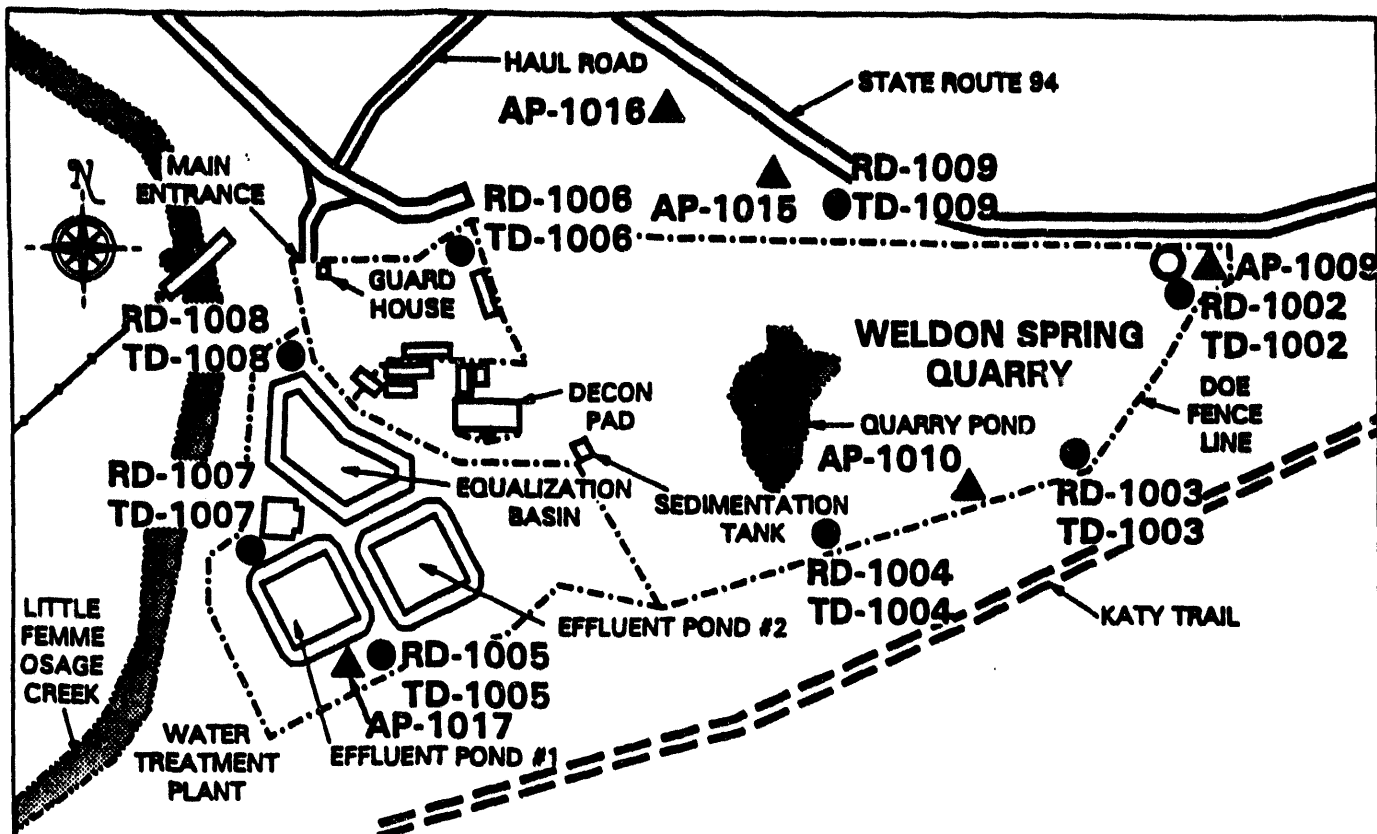 HAUL ROAD
STATE ROUTE 94
AP-1016
MAIN
ENTRANCE
N
RD-1009
TD-1009
AP-1015
RD-1006
TD-1006
GUARD
HOUSE
AP-1009
RD-1002
TD-1002
RD-1008
TD-1008
WELDON SPRING
QUARRY
DECON
PAD
DOE
FENCE
LINE
QUARRY POND
AP-1010
RD-1007
TD-1007
EQUALIZATION
BASIN
SEDIMENTATION
TANK
RD-1003
TD-1003
RD-1004
TD-1004
KATY TRAIL
LITTLE
FEMME
OSAGE
CREEK
EFFLUENT POND #2
RD-1005
TD-1005
AP-1017
WATER
TREATMENT
PLANT
EFFLUENT POND #1